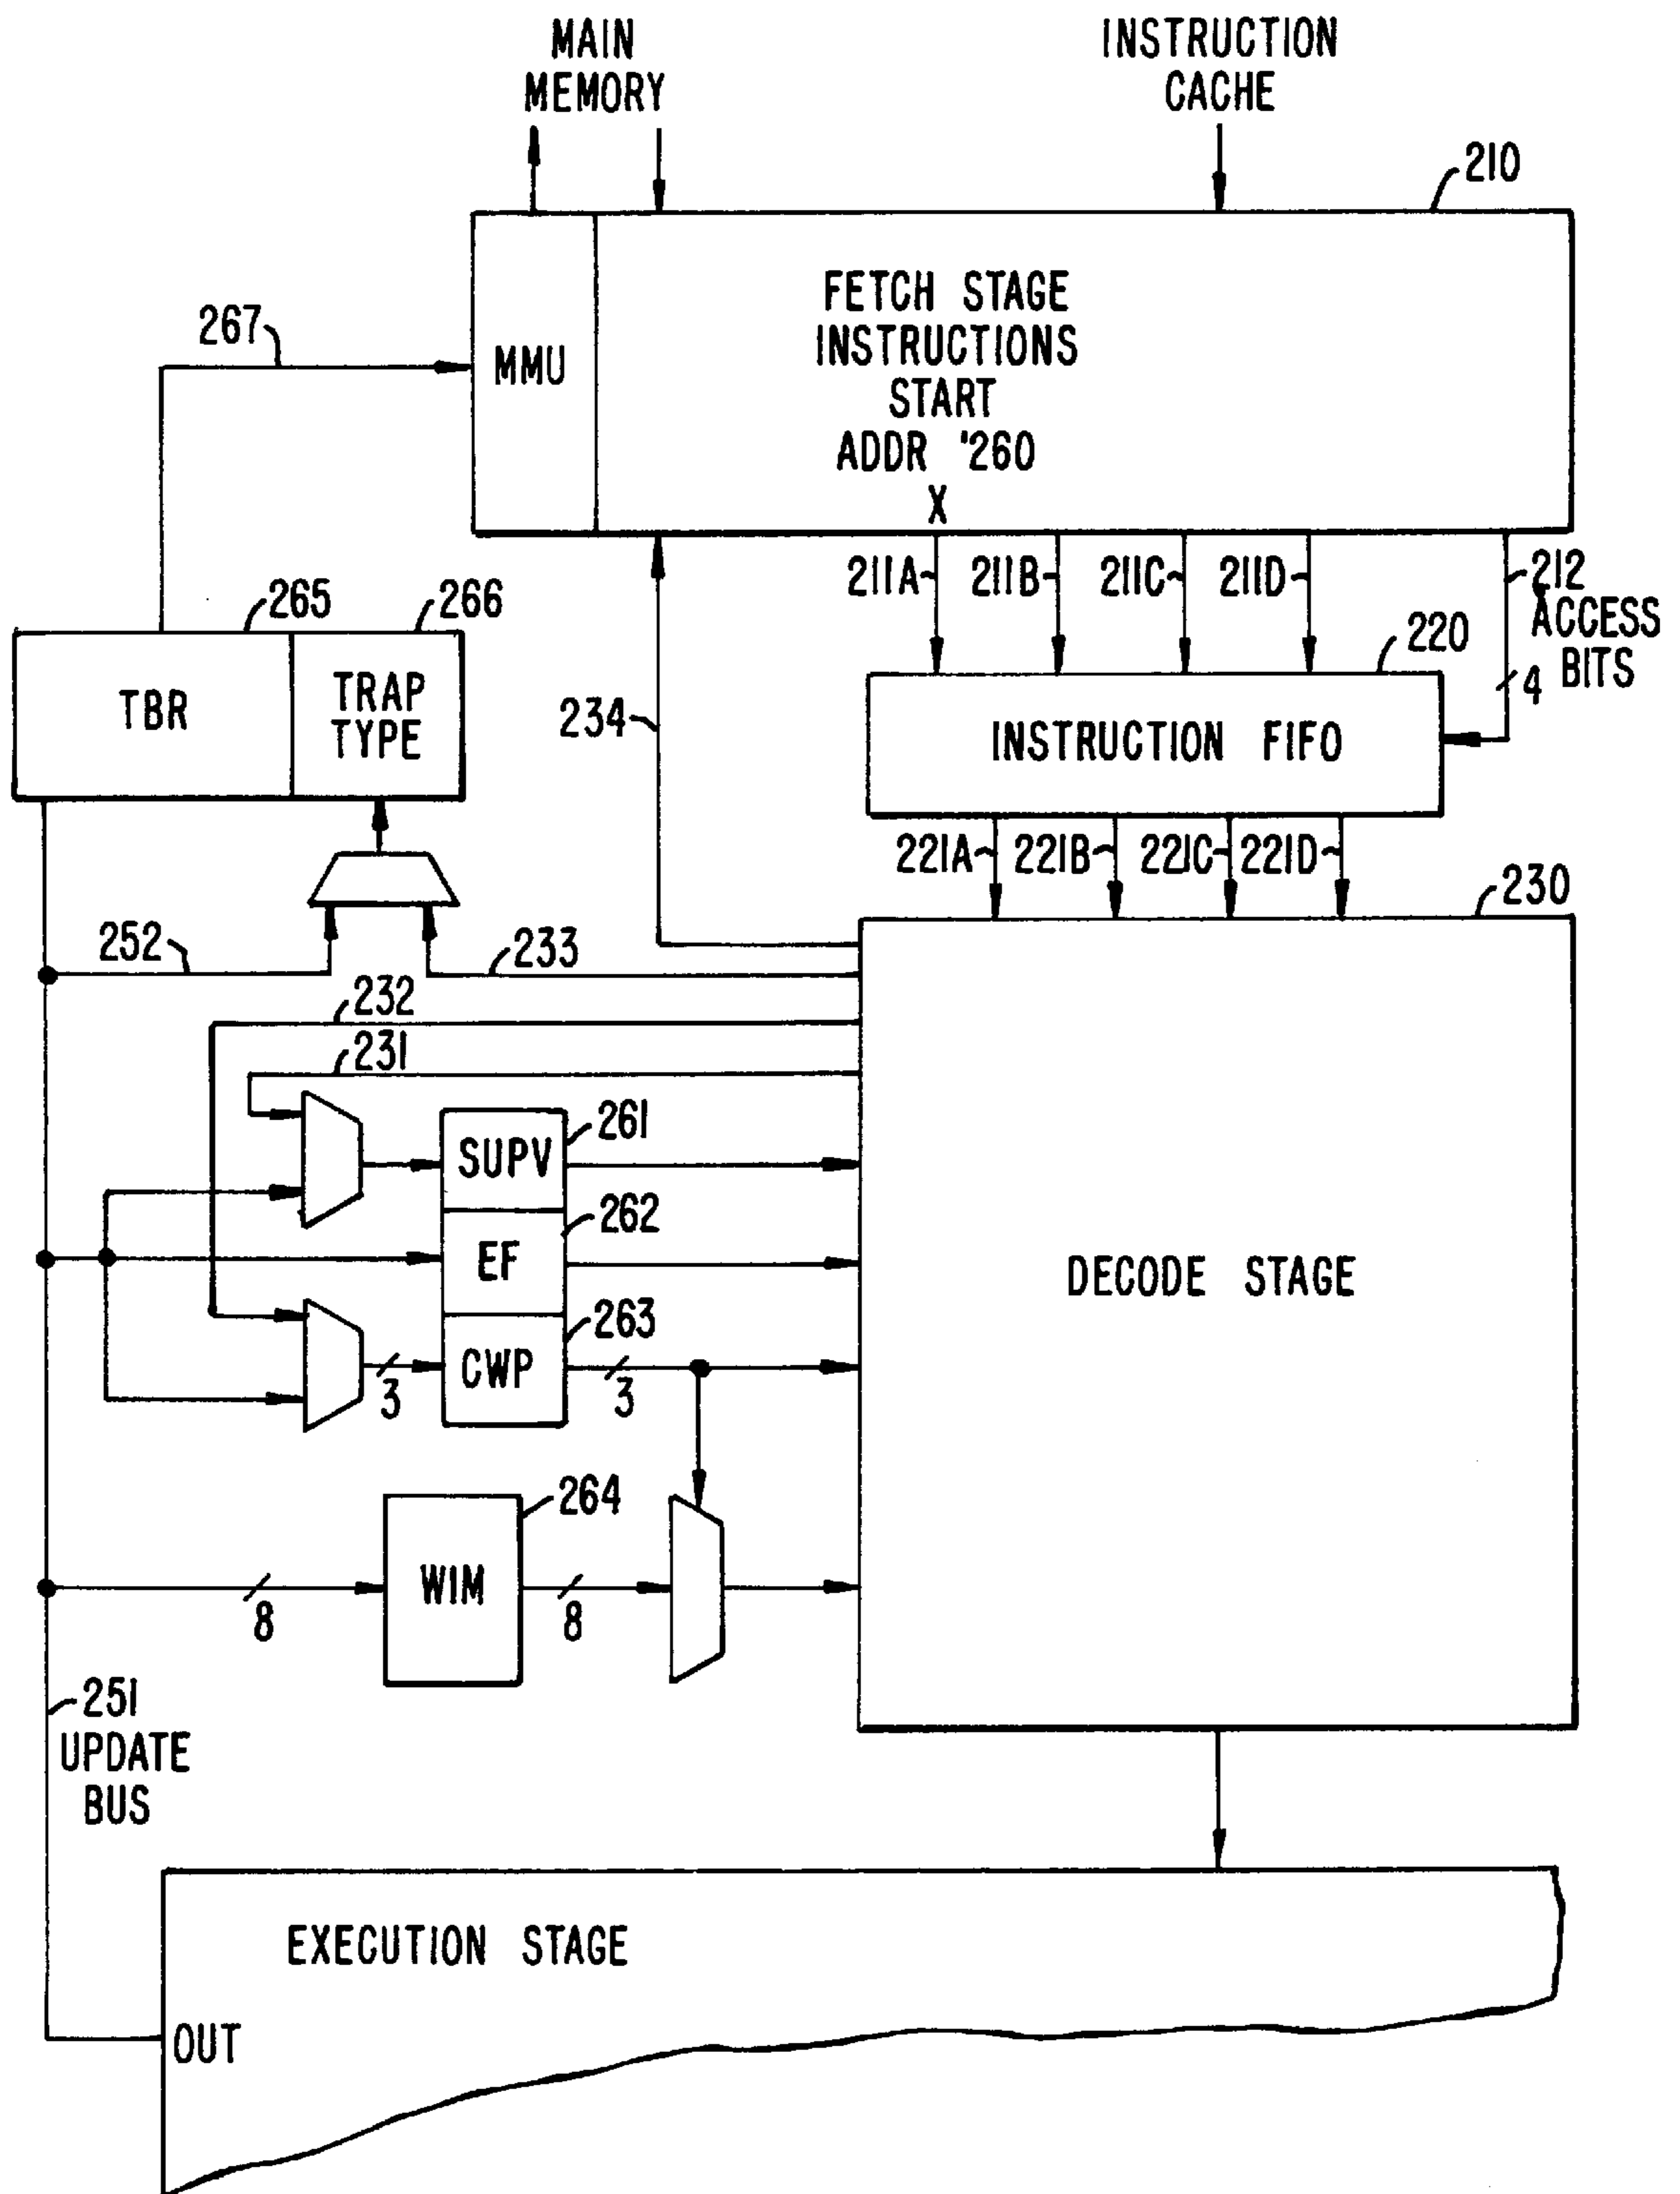 MAIN
MEMORY
INSTRUCTION
CACHE
210
FETCH STAGE
INSTRUCTIONS
START
ADDR '260
X
MMU
267
211A
211B
211C
211D
212
ACCESS
BITS
4
265
266
TBR
TRAP
TYPE
234
220
INSTRUCTION FIFO
221A
221B
221C
221D
230
252
233
232
231
SUPV
261
EF
262
CWP
263
3
3
DECODE STAGE
264
WIM
8
8
251
UPDATE
BUS
EXECUTION STAGE
OUT